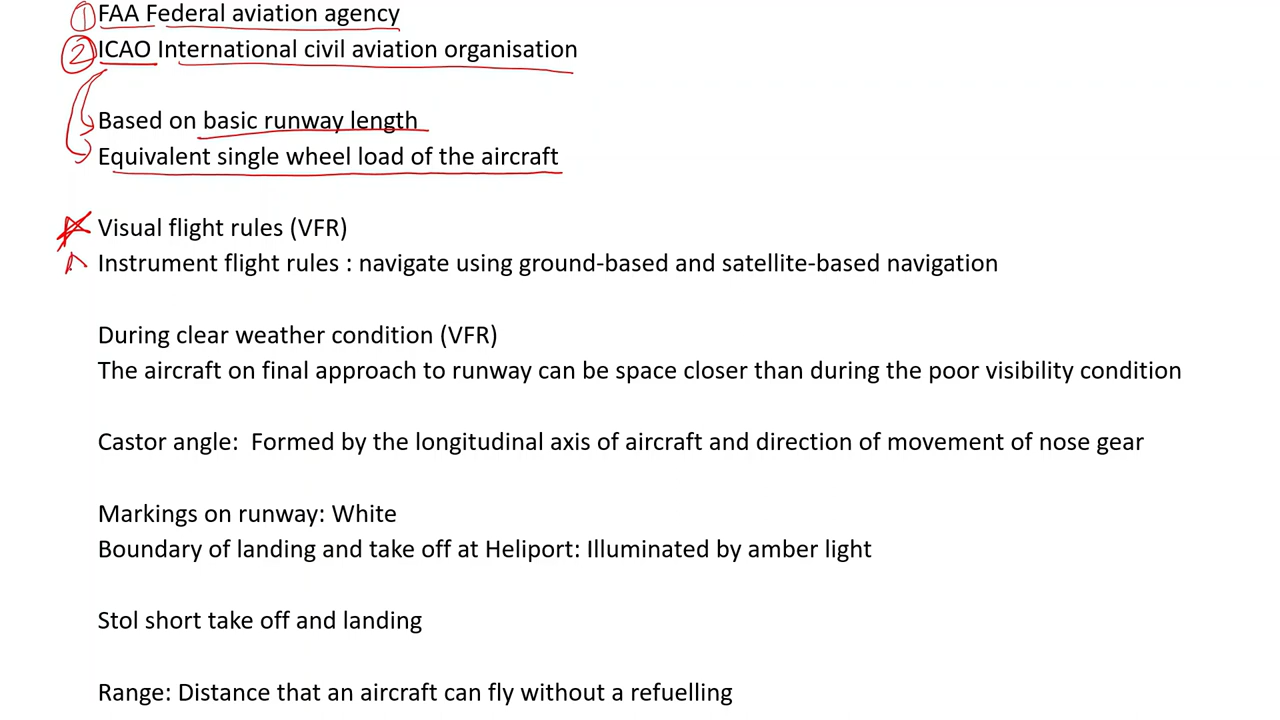 ① FAA Federal aviation agency
② ICAO International civil aviation organisation
Based on basic runway length
Equivalent single wheel load of the aircraft
Visual flight rules (VFR)
Instrument flight rules : navigate using ground-based and satellite-based navigation
During clear weather condition (VFR)
The aircraft on final approach to runway can be space closer than during the poor visibility condition
Castor angle:  Formed by the longitudinal axis of aircraft and direction of movement of nose gear
Markings on runway: White
Boundary of landing and take off at Heliport: Illuminated by amber light
Stol short take off and landing
Range: Distance that an aircraft can fly without a refuelling